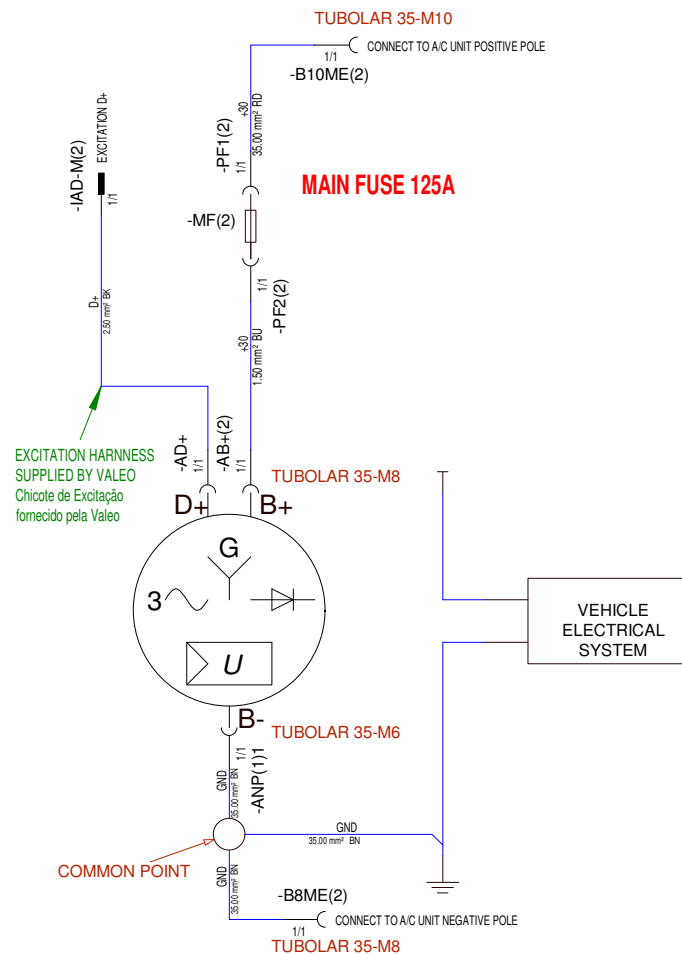 TUBOLAR 35-M10
CONNECT TO A/C UNIT POSITIVE POLE
1/1
-B10ME(2)
+30
35.00 mm² RD
-PF1(2)
1/1
MAIN FUSE 125A
-MF(2)
1/1
-PF2(2)
+30
1.50 mm² BU
EXCITATION D+
-IAD-M(2)
1/1
D+
2.50 mm² BK
EXCITATION HARNNESS
SUPPLIED BY VALEO
Chicote de Excitação
fornecido pela Valeo
-AD+
1/1
-AB+(2)
1/1
TUBOLAR 35-M8
D+
B+
G
3
U
VEHICLE
ELECTRICAL
SYSTEM
B-
TUBOLAR 35-M6
1/1
-ANP(1)1
GND
35.00 mm² BN
GND
35.00 mm² BN
COMMON POINT
GND
35.00 mm² BN
-B8ME(2)
CONNECT TO A/C UNIT NEGATIVE POLE
1/1
TUBOLAR 35-M8